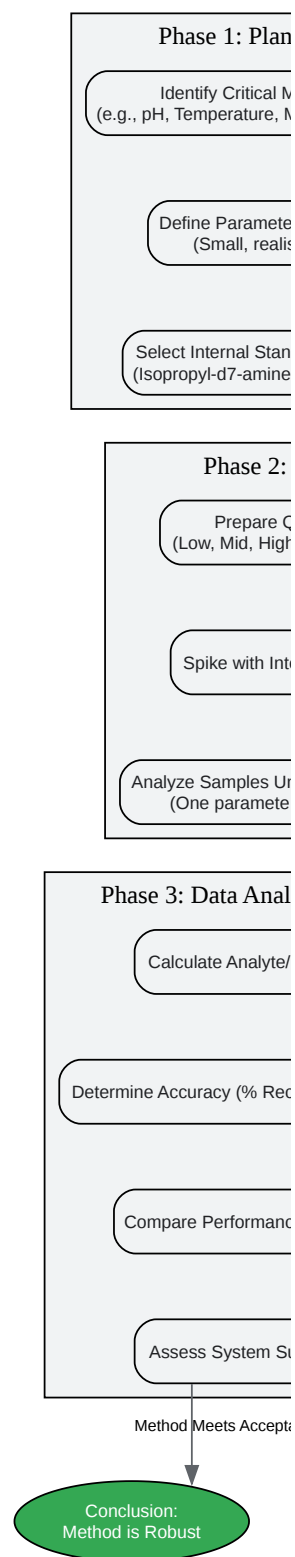 Phase 1: Plan
Identify Critical M
(e.g., pH, Temperature, M
Define Paramete
(Small, realis
Select Internal Stan
(Isopropyl-d7-amine
Phase 2:
Prepare Q
(Low, Mid, High
Spike with Inte
Analyze Samples Un
(One paramete
Phase 3: Data Anal
Calculate Analyte/
Determine Accuracy (% Rec
Compare Performanc
Assess System Su
Method Meets Accepta
Conclusion:
Method is Robust